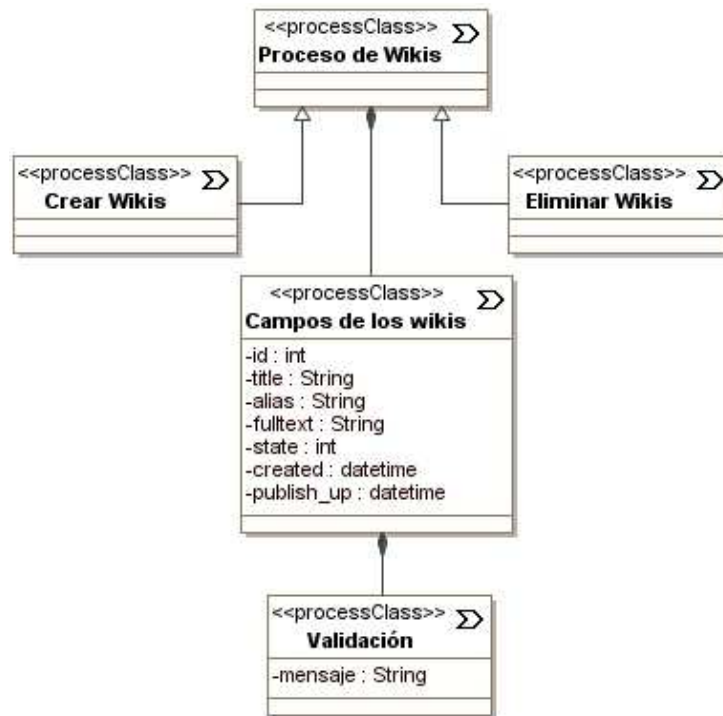 <<processClass>>
Proceso de Wikis
<<processClass>>
Crear Wikis
<<processClass>>
Eliminar Wikis
<<processClass>>
Campos de los wikis
-id : int
-title : String
-alias : String
-fulltext : String
-state : int
-created : datetime
-publish_up : datetime
<<processClass>>
Validación
-mensaje : String